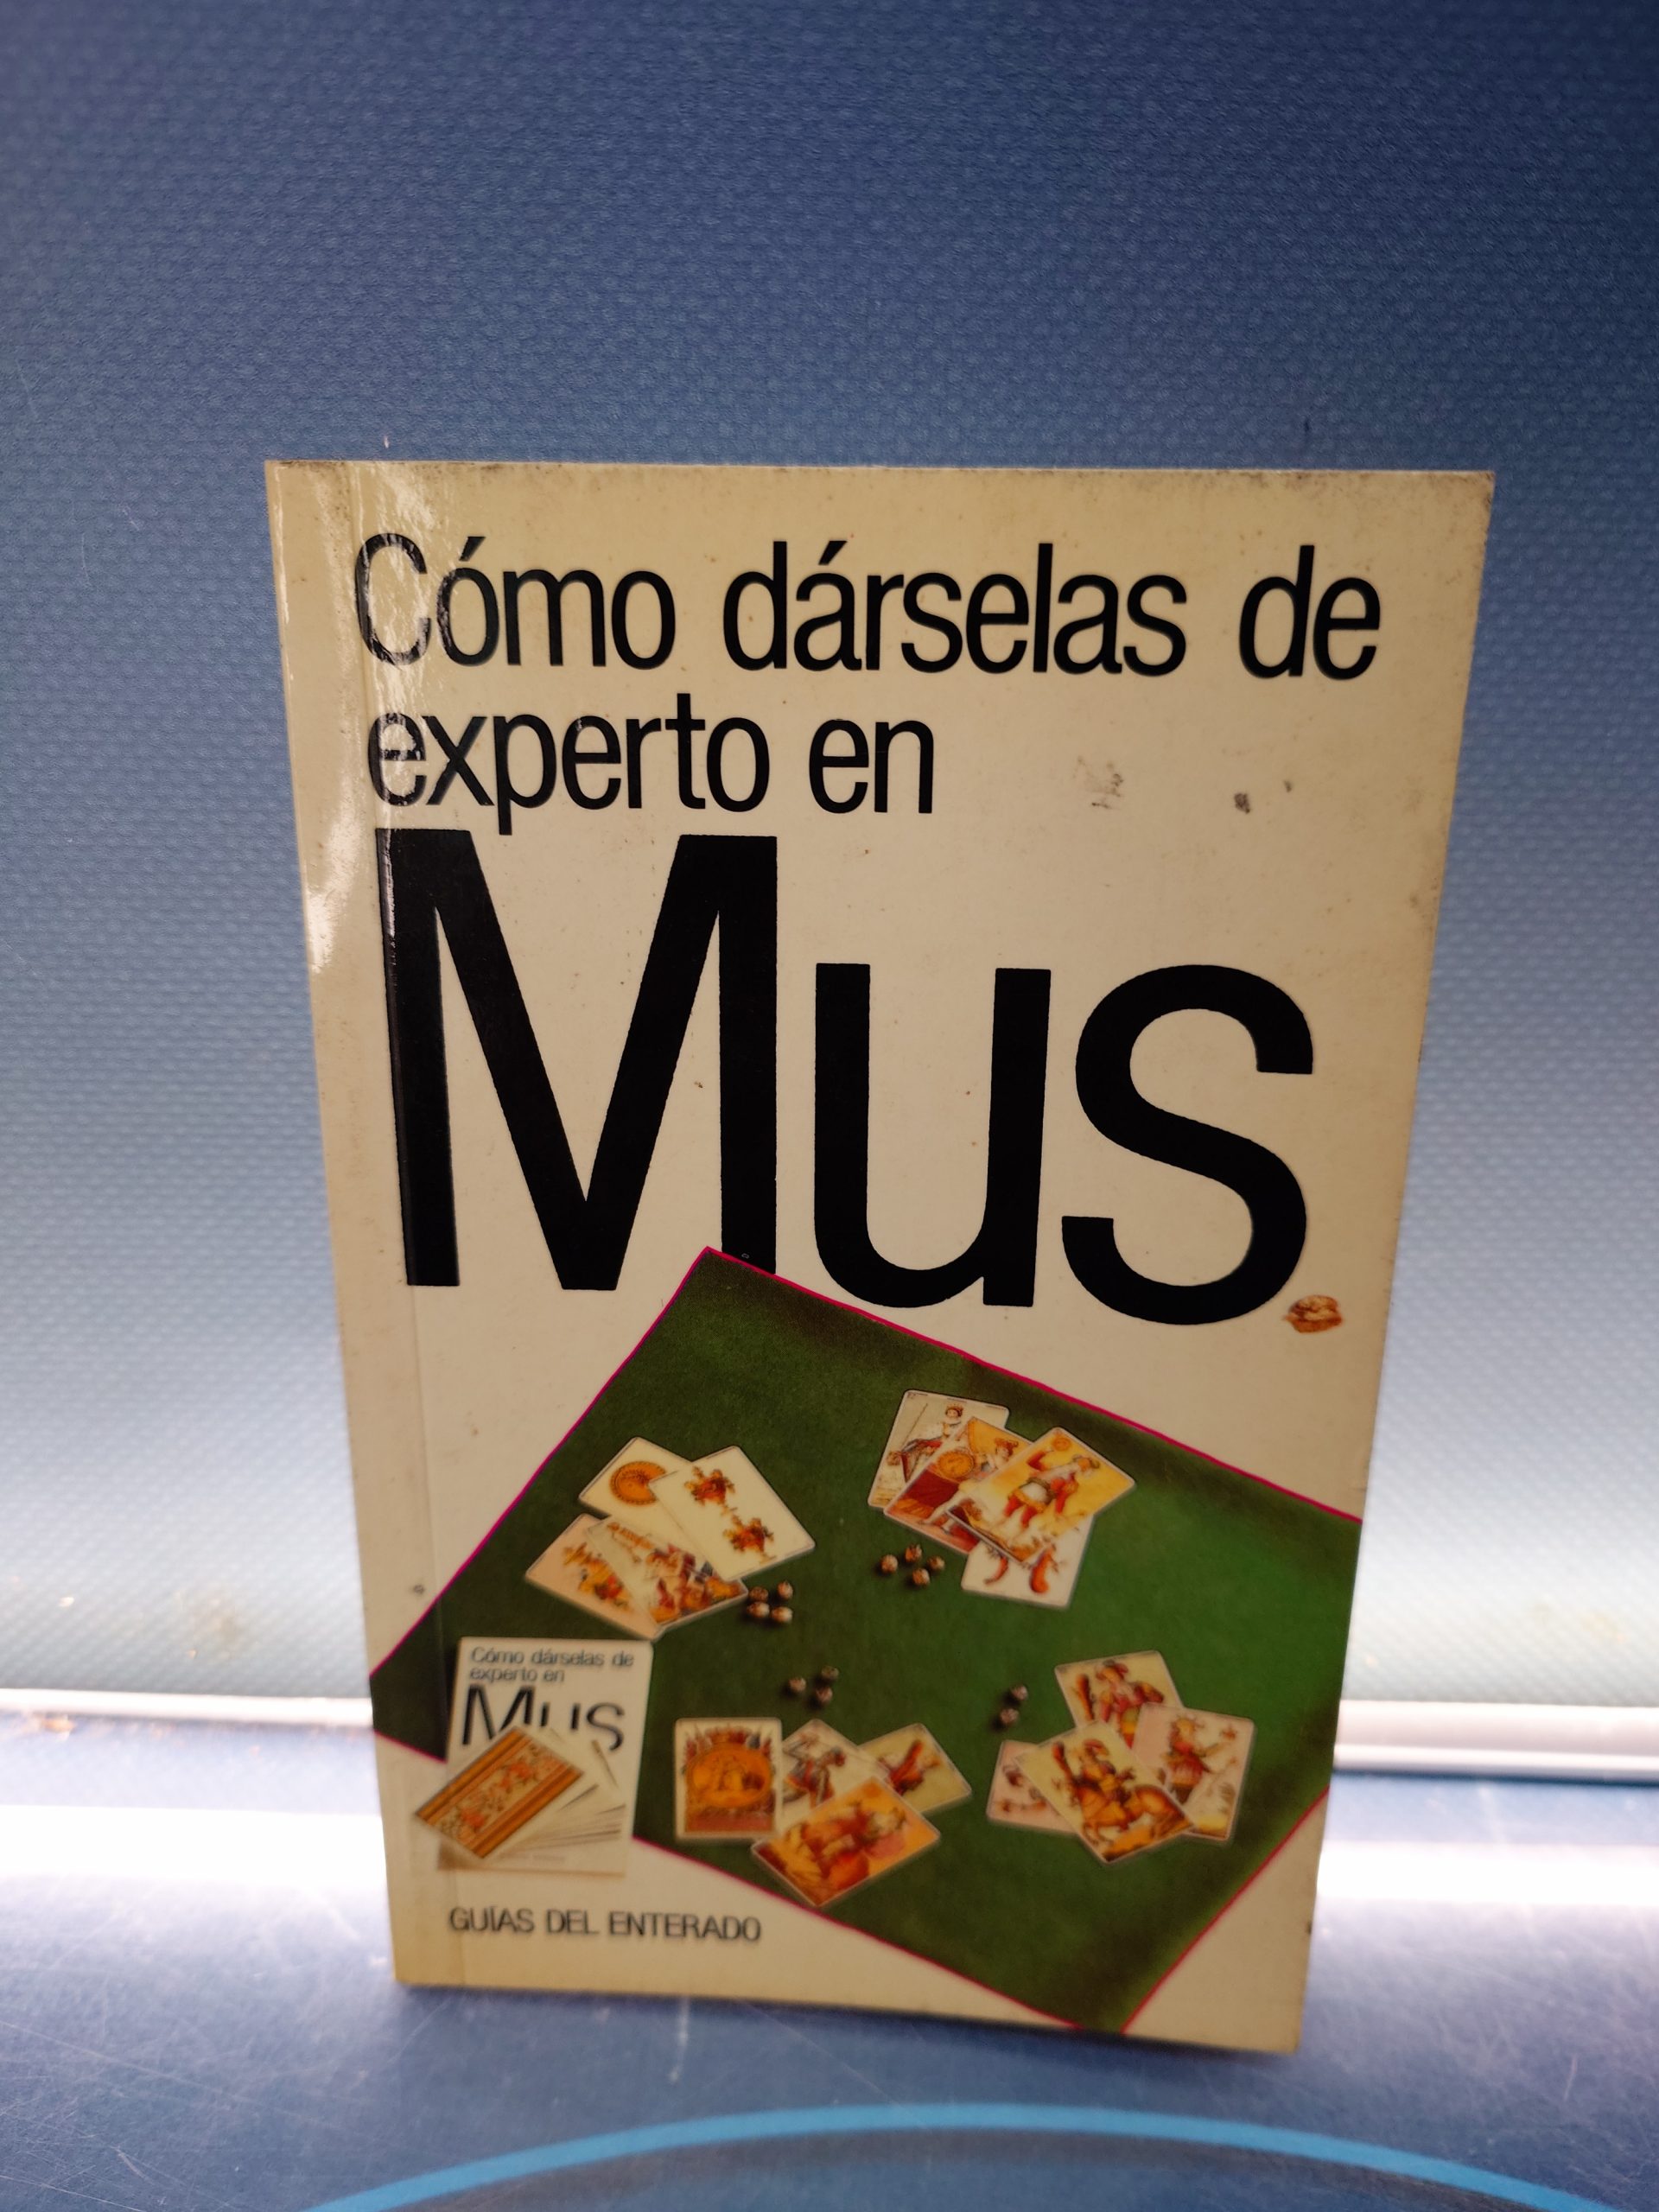 Cómo dárselas de
experto en
Mus
Cómo dárselas de
experto en
Mus
GUÍAS DEL ENTERADO